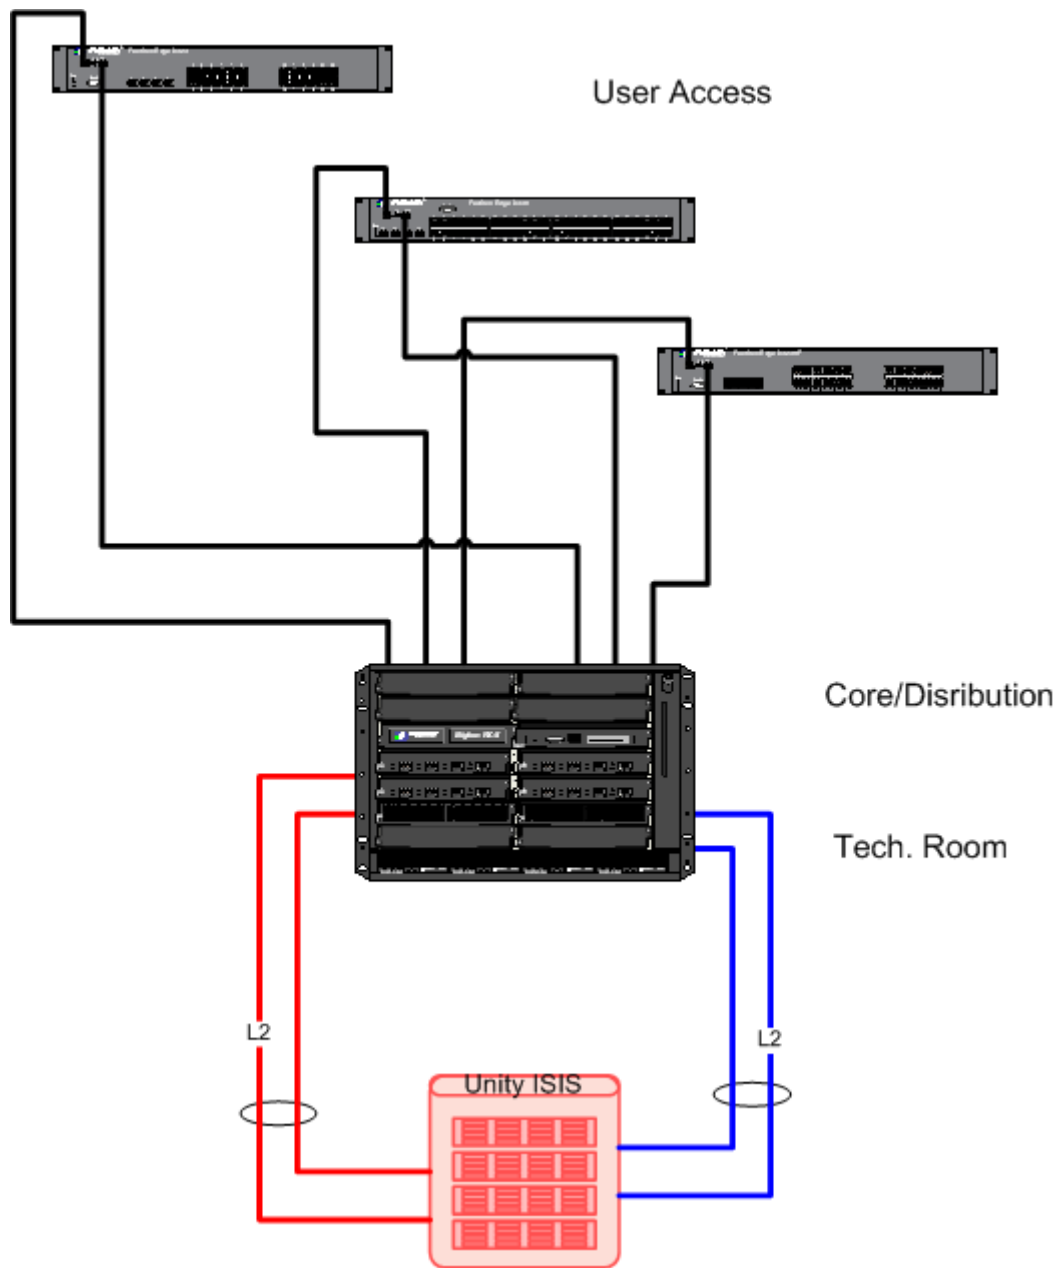 User Access
Core/Disribution
Tech. Room
L2
L2
Unity ISIS